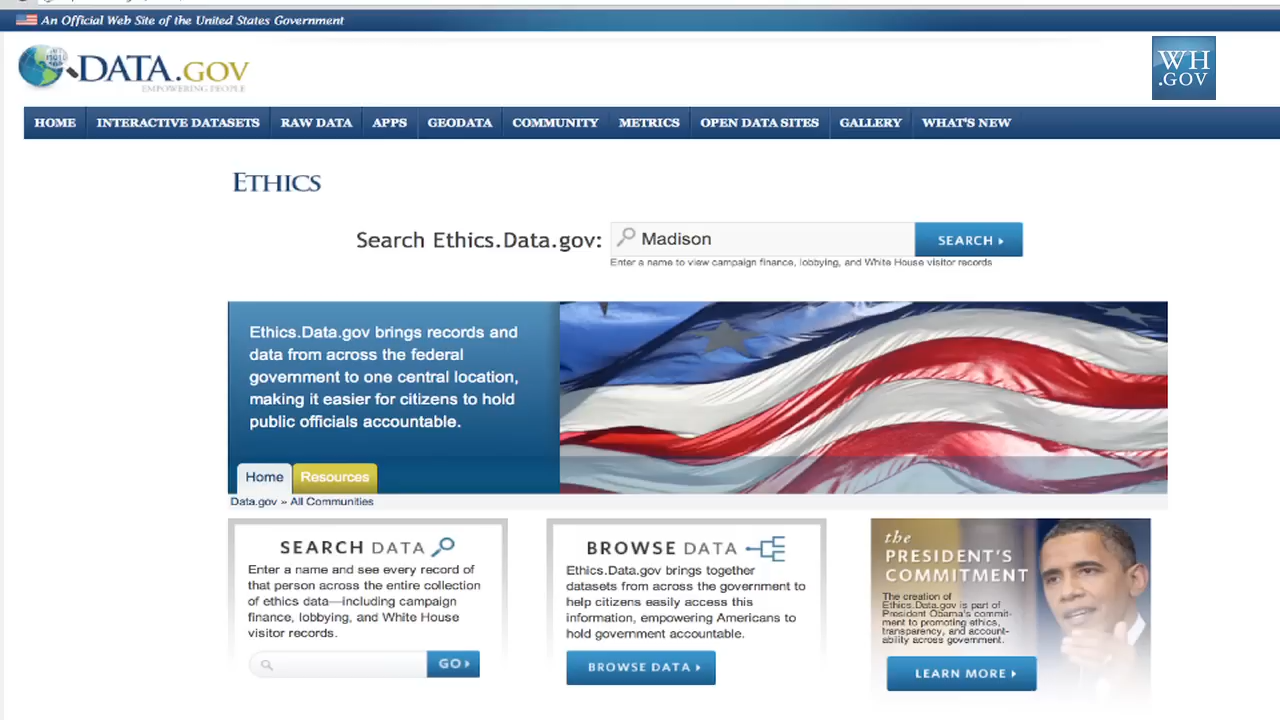 An Official Web Site of the United States Government
DATA.GOV
EMPOWERING PEOPLE
WH
.GOV
HOME INTERACTIVE DATASETS RAW DATA APPS GEODATA COMMUNITY METRICS OPEN DATA SITES GALLERY WHAT'S NEW
ETHICS
Search Ethics.Data.gov: Madison SEARCH
Enter a name to view campaign finance, lobbying, and White House visitor records
Ethics.Data.gov brings records and
data from across the federal
government to one central location,
making it easier for citizens to hold
public officials accountable.
Home Resources
Data.gov » All Communities
SEARCH DATA
Enter a name and see every record of
that person across the entire collection
of ethics data—including campaign
finance, lobbying, and White House
visitor records.
GO
BROWSE DATA
Ethics.Data.gov brings together
datasets from across the government to
help citizens easily access this
information, empowering Americans to
hold government accountable.
BROWSE DATA
the
PRESIDENT'S
COMMITMENT
The creation of
Ethics.Data.gov is part of
President Obama's commit-
ment to promoting ethics,
transparency, and account-
ability across government.
LEARN MORE